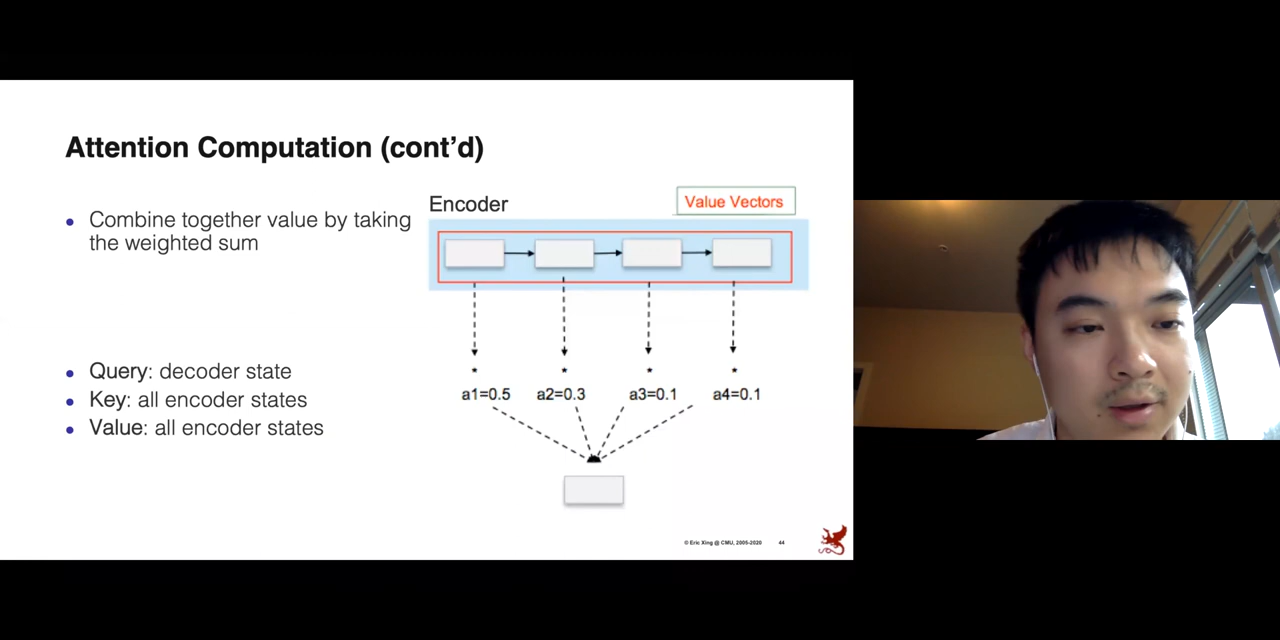 Attention Computation (cont’d)
• Combine together value by taking
the weighted sum
• Query: decoder state
• Key: all encoder states
• Value: all encoder states
Encoder
Value Vectors
* * * *
a1=0.5 a2=0.3 a3=0.1 a4=0.1
© Eric Xing @ CMU, 2005-2020 44